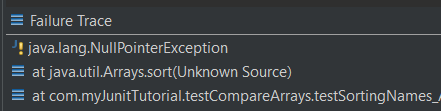 Failure Trace
java.lang.NullPointerException
at java.util.Arrays.sort(Unknown Source)
at com.myJunitTutorial.testCompareArrays.testSortingNames_